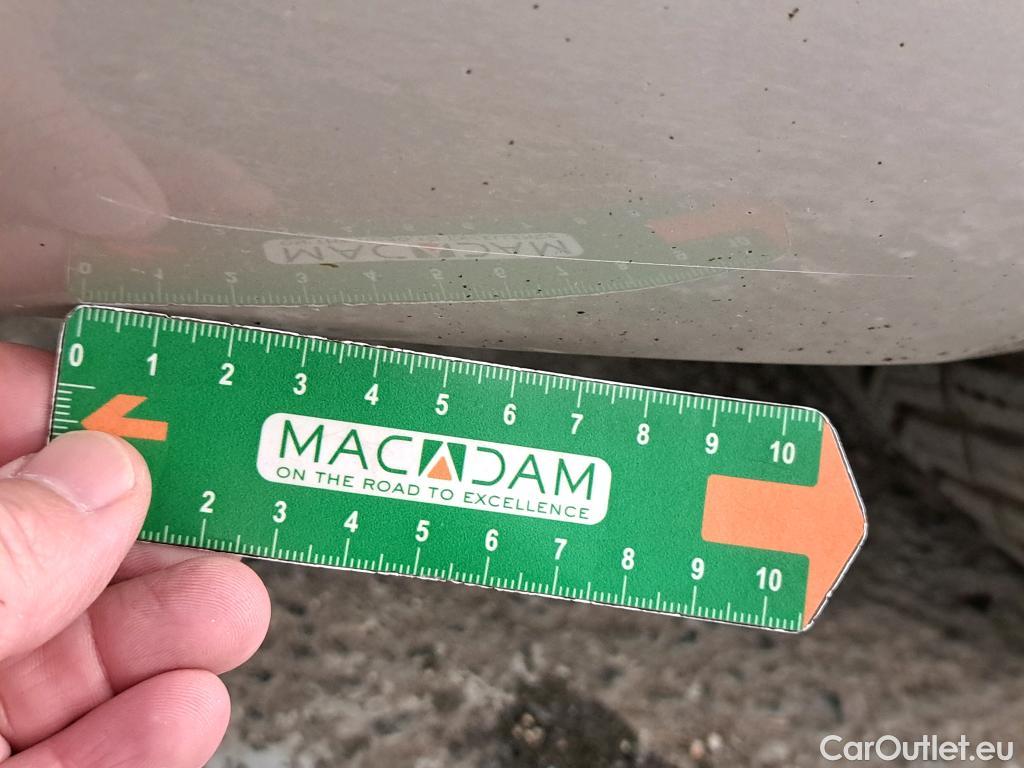 0 1 2 3 4 5 6 7 8 9 10
MACADAM
ON THE ROAD TO EXCELLENCE
2 3 4 5 6 7 8 9 10
CarOutlet.eu